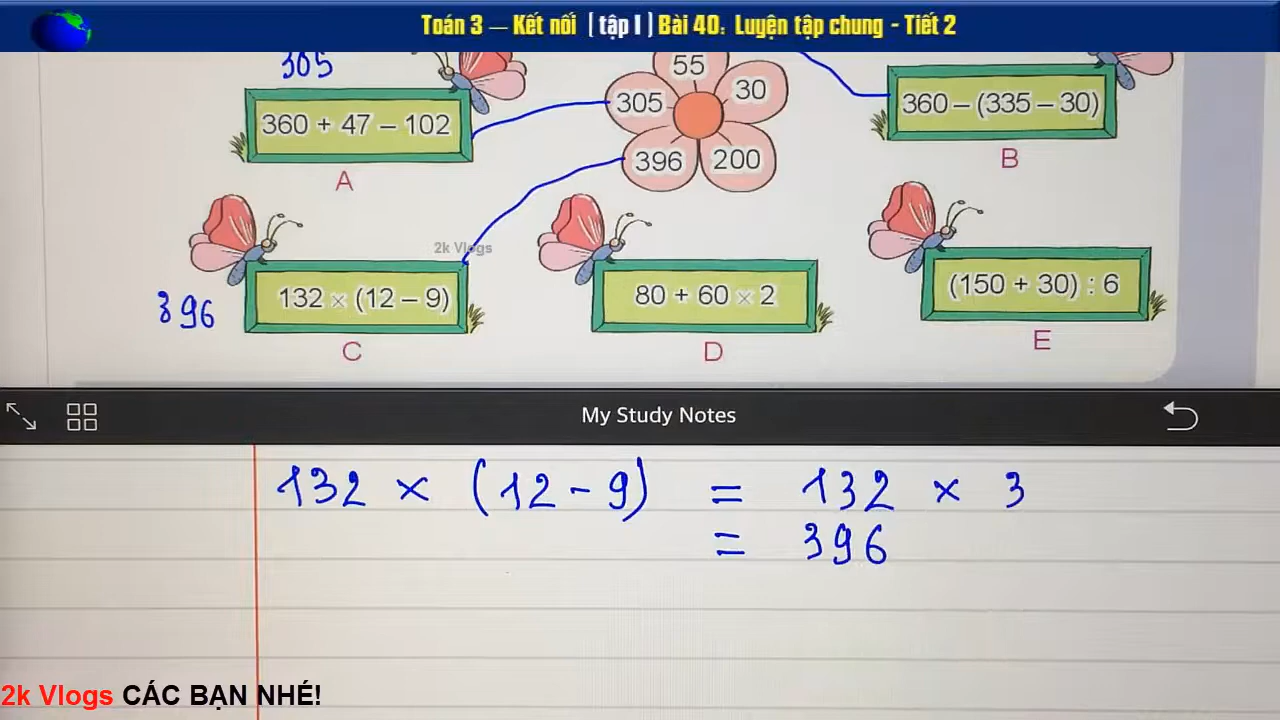 Toán 3 – Kết nối ( tập 1 ) Bài 40: Luyện tập chung - Tiết 2
305
55
305
30
396
200
360 + 47 – 102
A
360 – (335 – 30)
B
2k Vlogs
396
132 × (12 – 9)
C
80 + 60 × 2
D
(150 + 30) : 6
E
My Study Notes
132 × (12 - 9) = 132 × 3
= 396
2k Vlogs CÁC BẠN NHÉ!